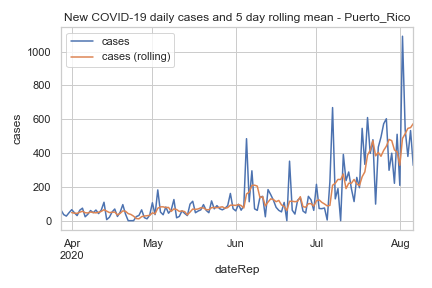 New COVID-19 daily cases and 5 day rolling mean - Puerto_Rico
cases
cases (rolling)
1000
800
600
400
200
0
cases
Apr
2020
May
Jun
Jul
Aug
dateRep